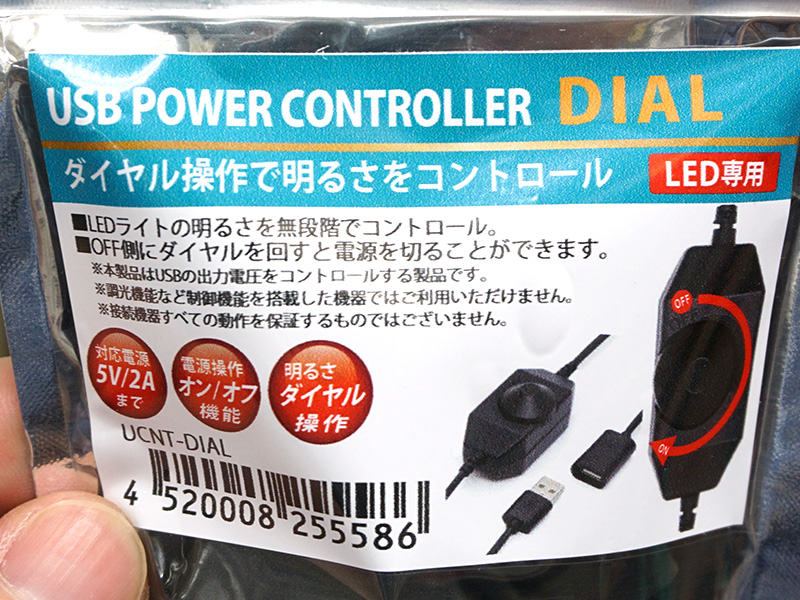 USB POWER CONTROLLER DIAL
ダイヤル操作で明るさをコントロール LED専用
■LEDライトの明るさを無段階でコントロール。
■OFF側にダイヤルを回すと電源を切ることができます。
※本製品はUSBの出力電圧をコントロールする製品です。
※調光機能など制御機能を搭載した機器ではご利用いただけません。
※接続機器すべての動作を保証するものではございません。
対応電源
5V/2A
まで
電源操作
オン/オフ
機能
明るさ
ダイヤル
操作
OFF
ON
UCNT-DIAL
4 520008 255586